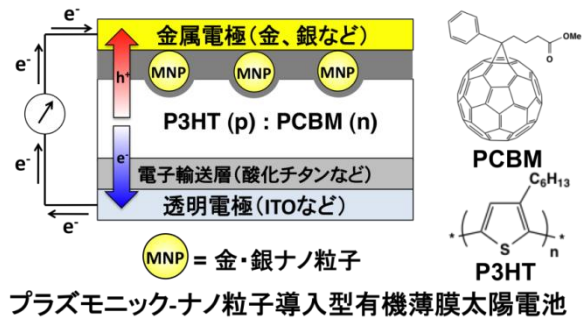 e-
金属電極(金、銀など)
MNP
MNP
MNP
h+
e-
e-
P3HT (p) : PCBM (n)
e-
電子輸送層(酸化チタンなど)
透明電極(ITOなど)
e-
e-
MNP = 金・銀ナノ粒子
OMe
O
PCBM
C6H13
S
* * n
P3HT
プラズモニック-ナノ粒子導入型有機薄膜太陽電池